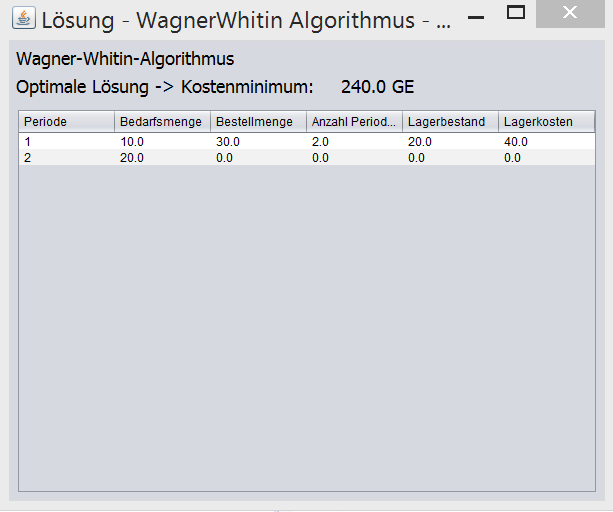 Lösung - WagnerWhitin Algorithmus - ...
Wagner-Whitin-Algorithmus
Optimale Lösung -> Kostenminimum: 240.0 GE
Periode Bedarfsmenge Bestellmenge Anzahl Period... Lagerbestand Lagerkosten
1 10.0 30.0 2.0 20.0 40.0
2 20.0 0.0 0.0 0.0 0.0